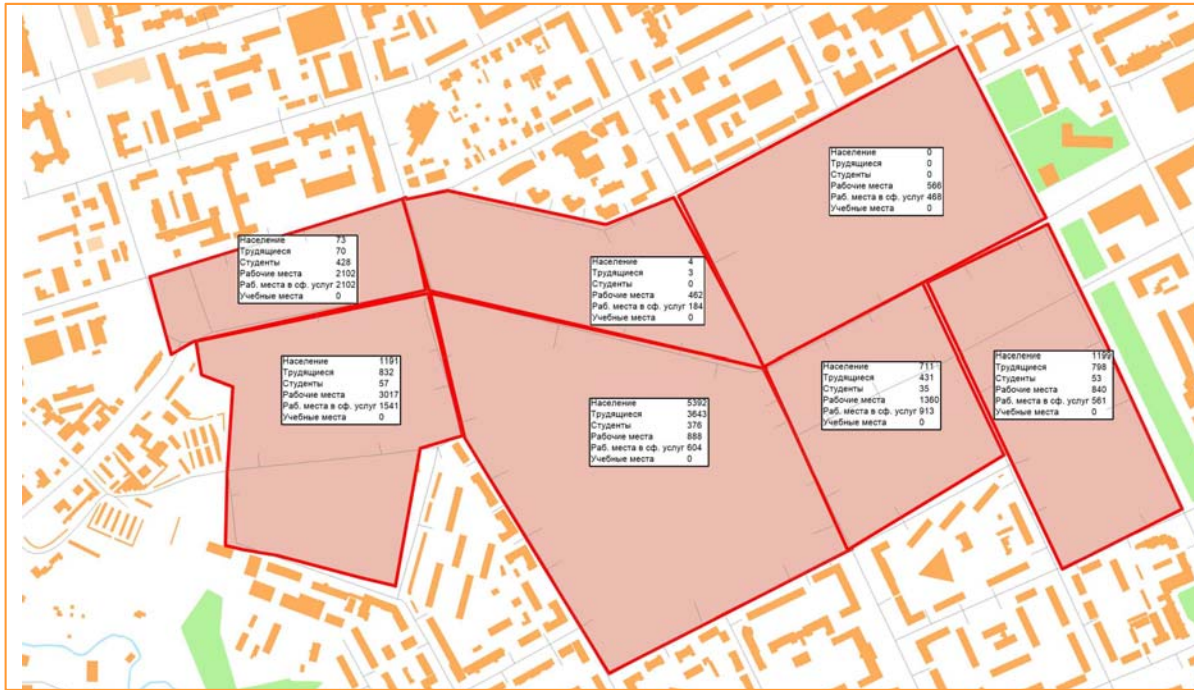 Население 0
Трудящиеся 0
Студенты 0
Рабочие места 566
Раб. места в сф. услуг 468
Учебные места 0
Население 73
Трудящиеся 70
Студенты 428
Рабочие места 2102
Раб. места в сф. услуг 2102
Учебные места 0
Население 4
Трудящиеся 3
Студенты 0
Рабочие места 462
Раб. места в сф. услуг 184
Учебные места 0
Население 1191
Трудящиеся 832
Студенты 57
Рабочие места 3017
Раб. места в сф. услуг 1541
Учебные места 0
Население 5392
Трудящиеся 3643
Студенты 376
Рабочие места 888
Раб. места в сф. услуг 604
Учебные места 0
Население 711
Трудящиеся 431
Студенты 35
Рабочие места 1360
Раб. места в сф. услуг 913
Учебные места 0
Население 1199
Трудящиеся 798
Студенты 53
Рабочие места 840
Раб. места в сф. услуг 561
Учебные места 0